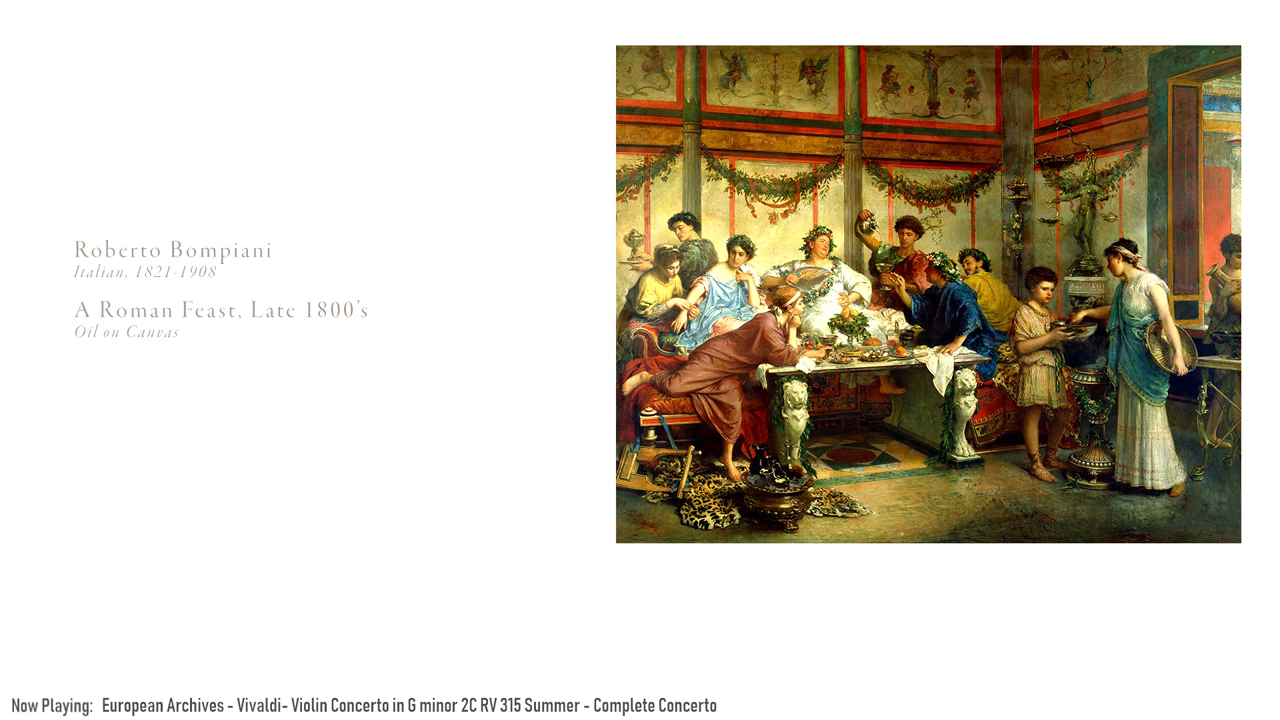 Roberto Bompiani
Italian, 1821-1908
A Roman Feast, Late 1800's
Oil on Canvas
Now Playing: European Archives - Vivaldi- Violin Concerto in G minor 2C RV 315 Summer - Complete Concerto